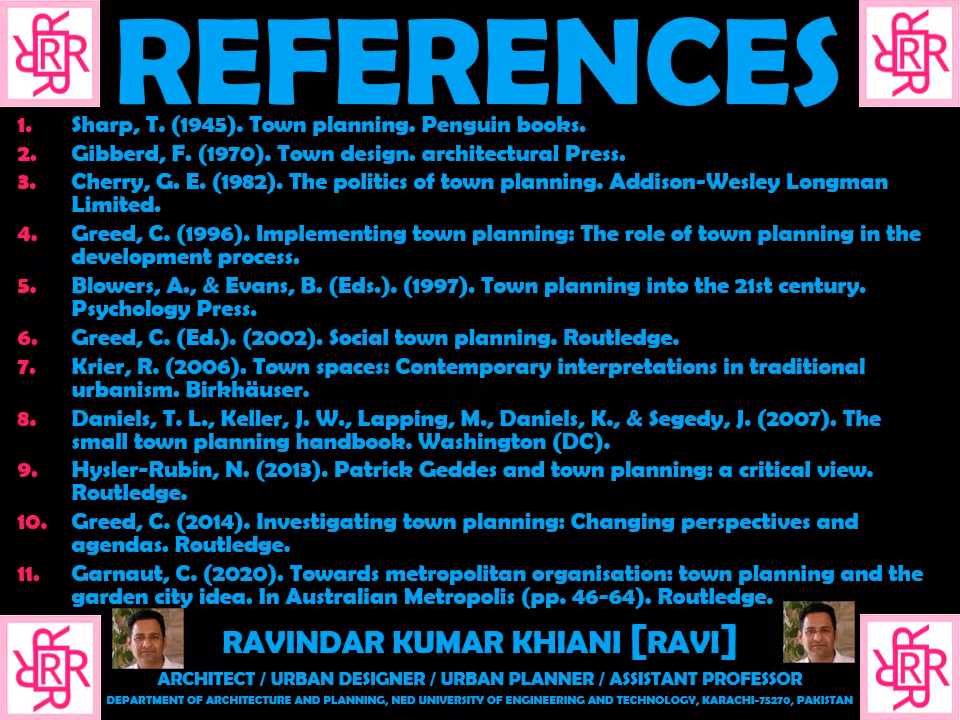 REFERENCES
1. Sharp, T. (1945). Town planning. Penguin books.
2. Gibberd, F. (1970). Town design. architectural Press.
3. Cherry, G. E. (1982). The politics of town planning. Addison-Wesley Longman
Limited.
4. Greed, C. (1996). Implementing town planning: The role of town planning in the
development process.
5. Blowers, A., & Evans, B. (Eds.). (1997). Town planning into the 21st century.
Psychology Press.
6. Greed, C. (Ed.). (2002). Social town planning. Routledge.
7. Krier, R. (2006). Town spaces: Contemporary interpretations in traditional
urbanism. Birkhäuser.
8. Daniels, T. L., Keller, J. W., Lapping, M., Daniels, K., & Segedy, J. (2007). The
small town planning handbook. Washington (DC).
9. Hysler-Rubin, N. (2013). Patrick Geddes and town planning: a critical view.
Routledge.
10. Greed, C. (2014). Investigating town planning: Changing perspectives and
agendas. Routledge.
11. Garnaut, C. (2020). Towards metropolitan organisation: town planning and the
garden city idea. In Australian Metropolis (pp. 46-64). Routledge.
RAVINDAR KUMAR KHIANI [RAVI]
ARCHITECT / URBAN DESIGNER / URBAN PLANNER / ASSISTANT PROFESSOR
DEPARTMENT OF ARCHITECTURE AND PLANNING, NED UNIVERSITY OF ENGINEERING AND TECHNOLOGY, KARACHI-75270, PAKISTAN